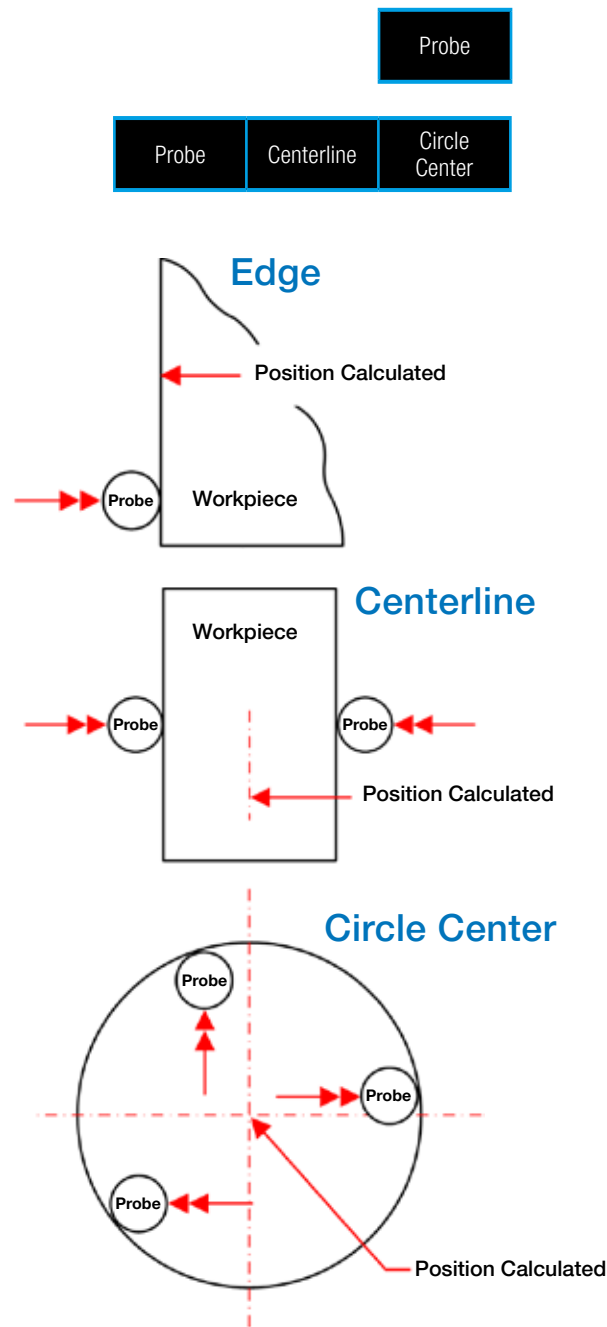 Probe
Probe
Centerline
Circle
Center
Edge
Position Calculated
Probe
Workpiece
Centerline
Workpiece
Probe
Probe
Position Calculated
Circle Center
Probe
Probe
Probe
Position Calculated